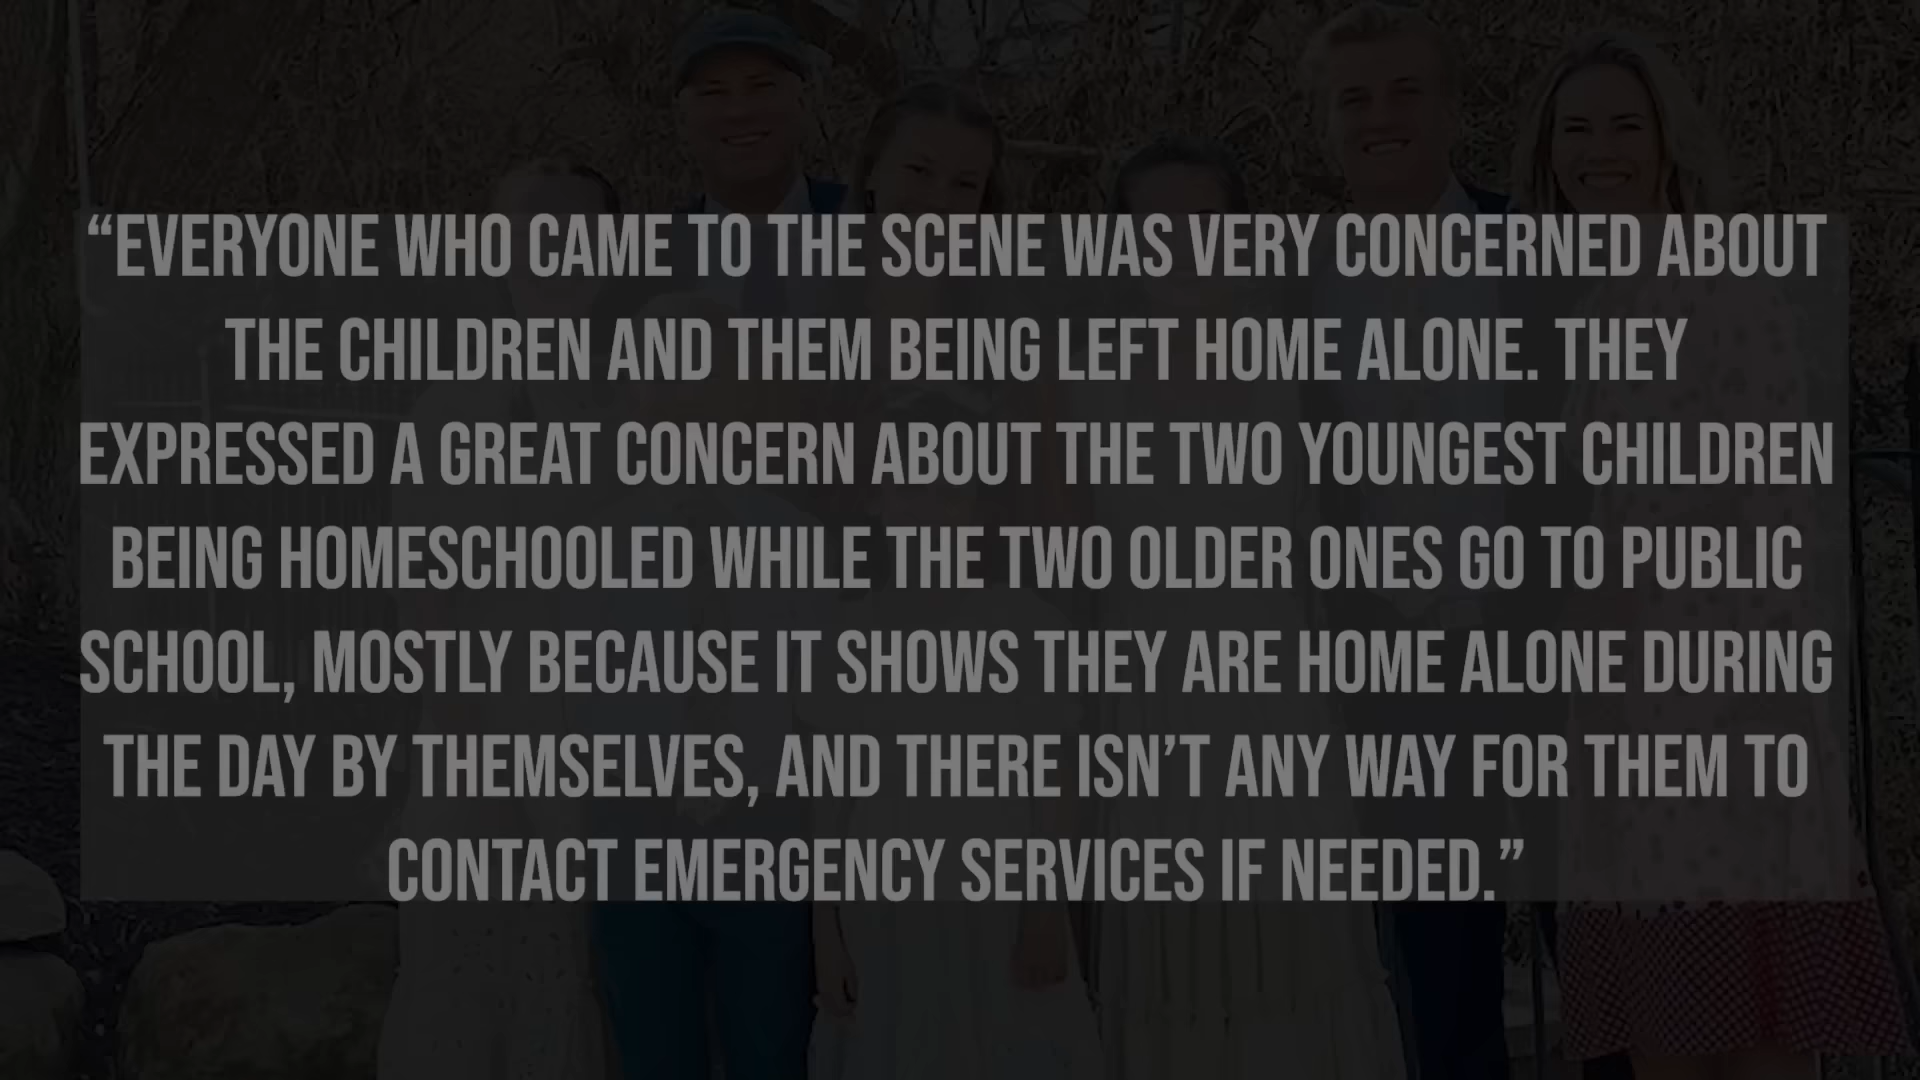 “EVERYONE WHO CAME TO THE SCENE WAS VERY CONCERNED ABOUT
THE CHILDREN AND THEM BEING LEFT HOME ALONE. THEY
EXPRESSED A GREAT CONCERN ABOUT THE TWO YOUNGEST CHILDREN
BEING HOMESCHOOLED WHILE THE TWO OLDER ONES GO TO PUBLIC
SCHOOL, MOSTLY BECAUSE IT SHOWS THEY ARE HOME ALONE DURING
THE DAY BY THEMSELVES, AND THERE ISN’T ANY WAY FOR THEM TO
CONTACT EMERGENCY SERVICES IF NEEDED.”